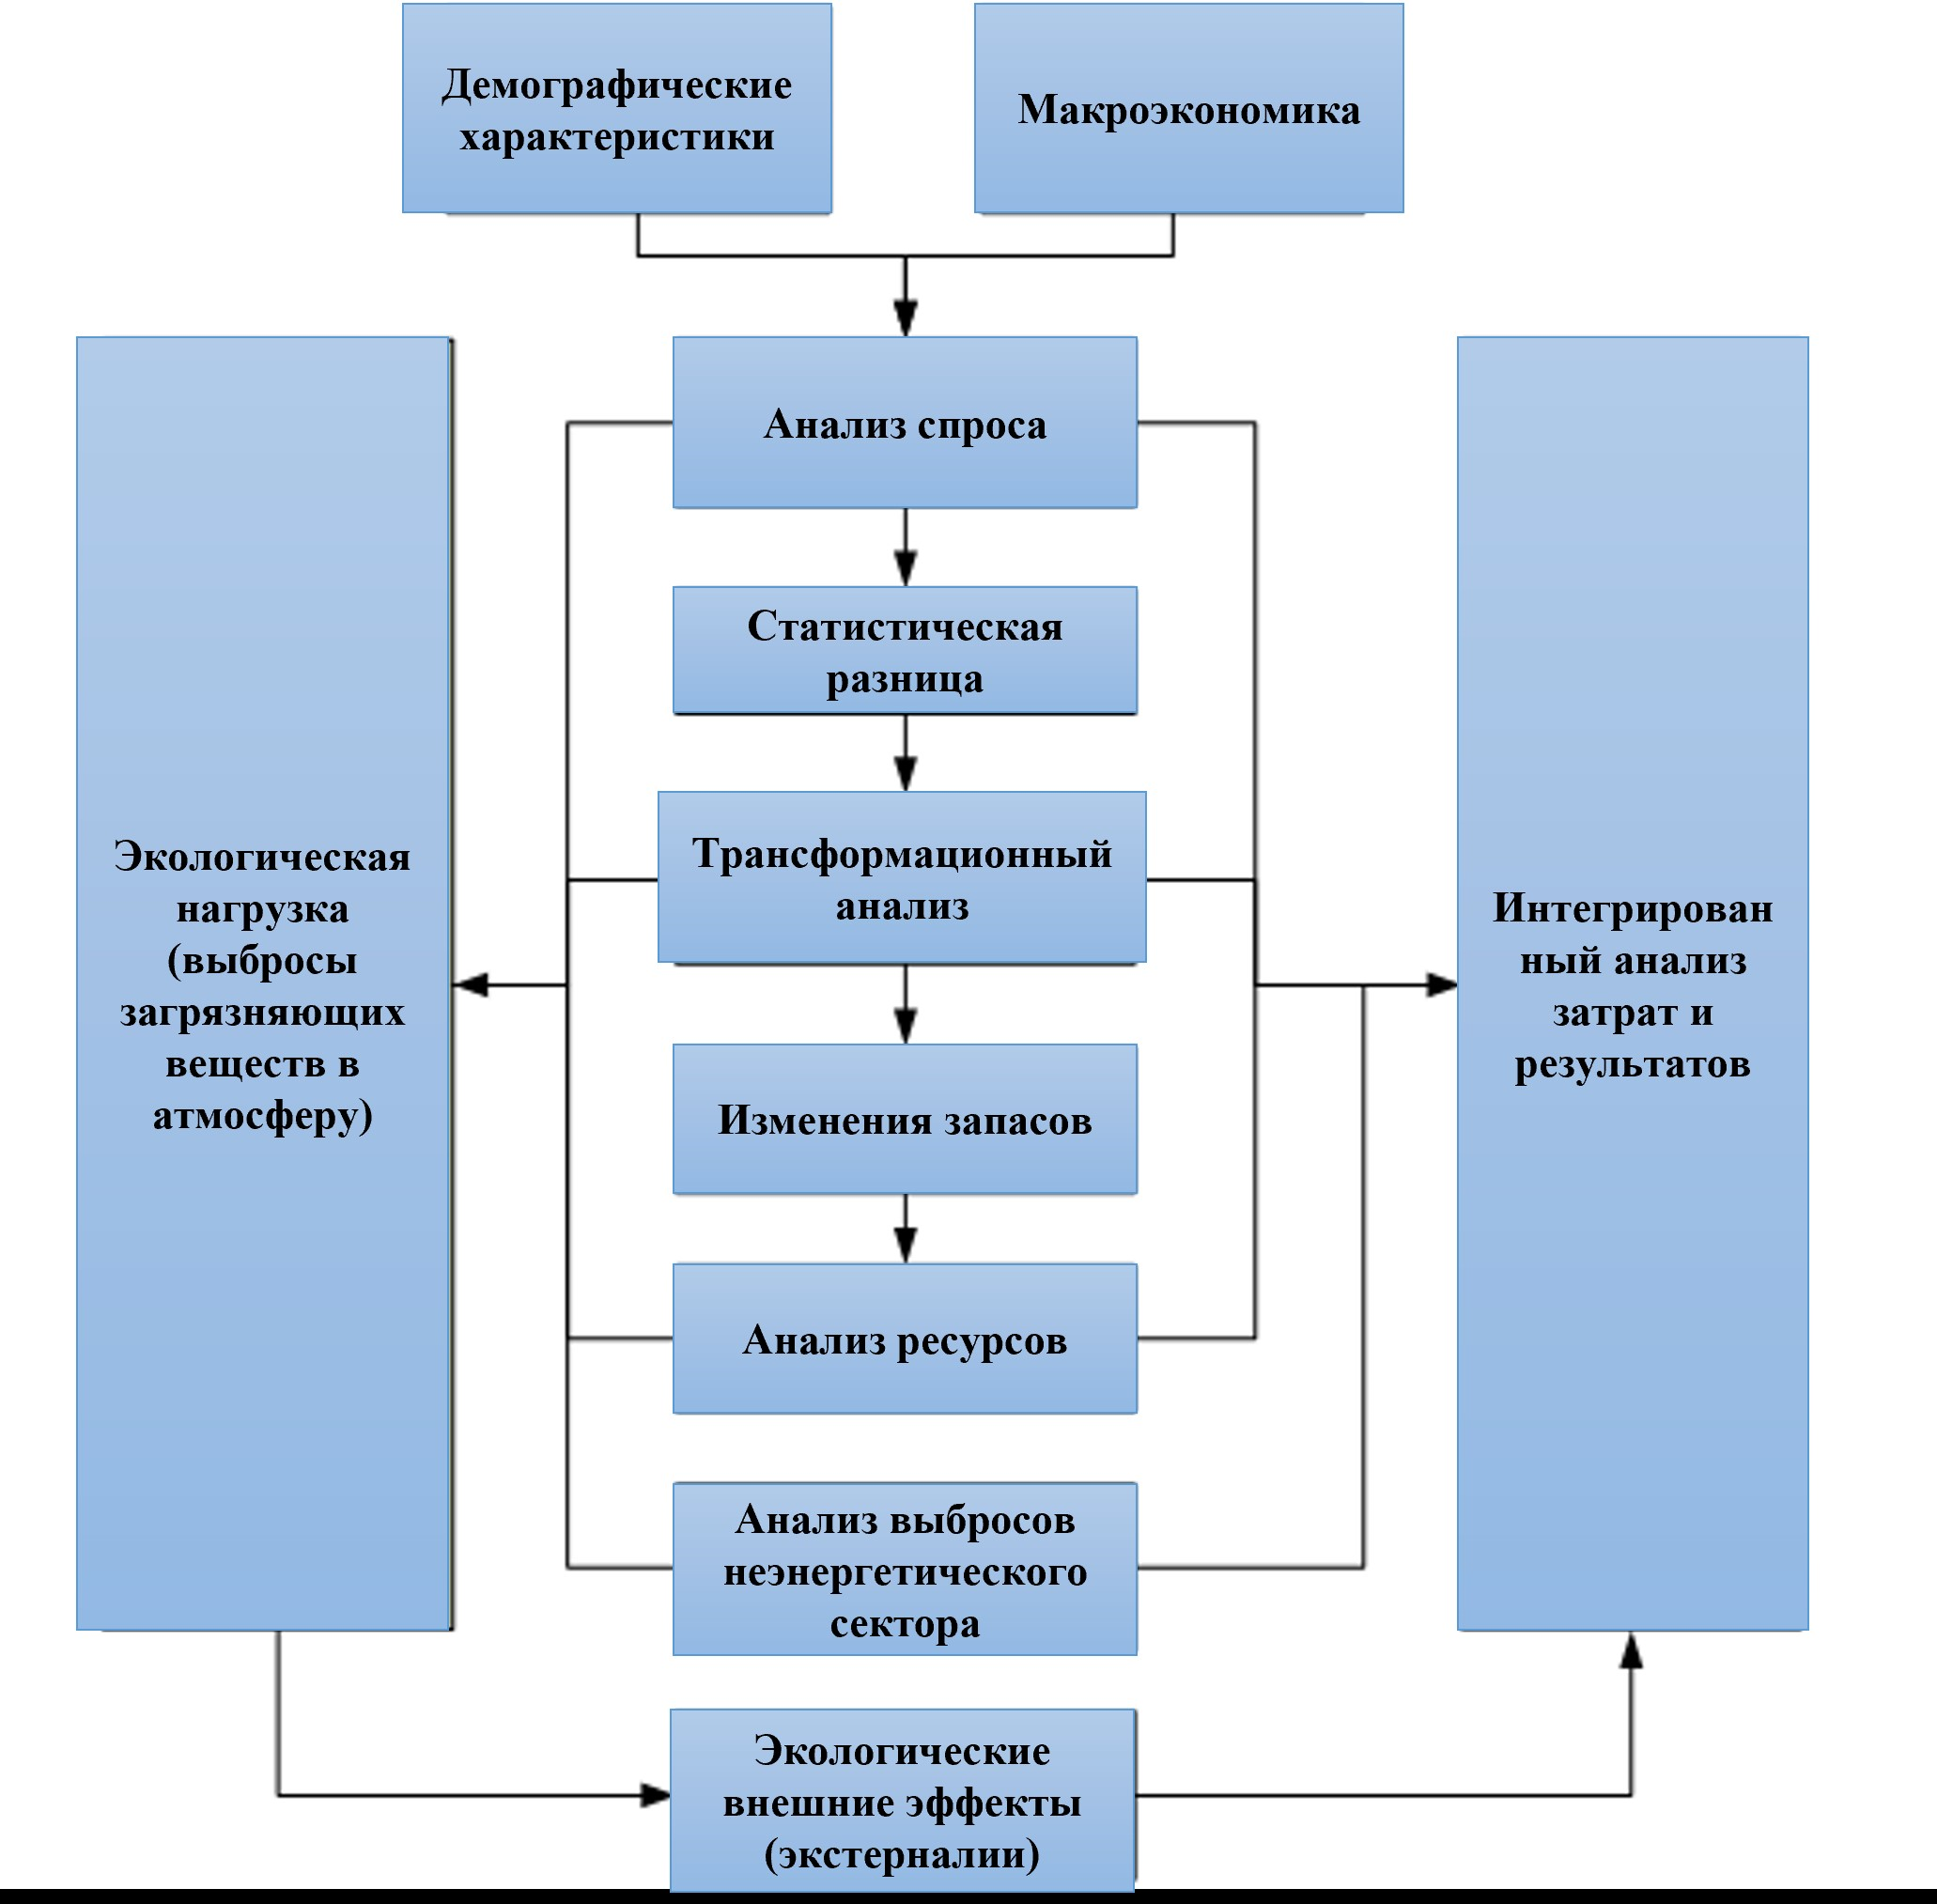 Демографические
характеристики
Макроэкономика
Анализ спроса
Статистическая
разница
Трансформационный
анализ
Изменения запасов
Анализ ресурсов
Анализ выбросов
неэнергетического
сектора
Экологическая
нагрузка
(выбросы
загрязняющих
веществ в
атмосферу)
Интегрирован
ный анализ
затрат и
результатов
Экологические
внешние эффекты
(экстерналии)